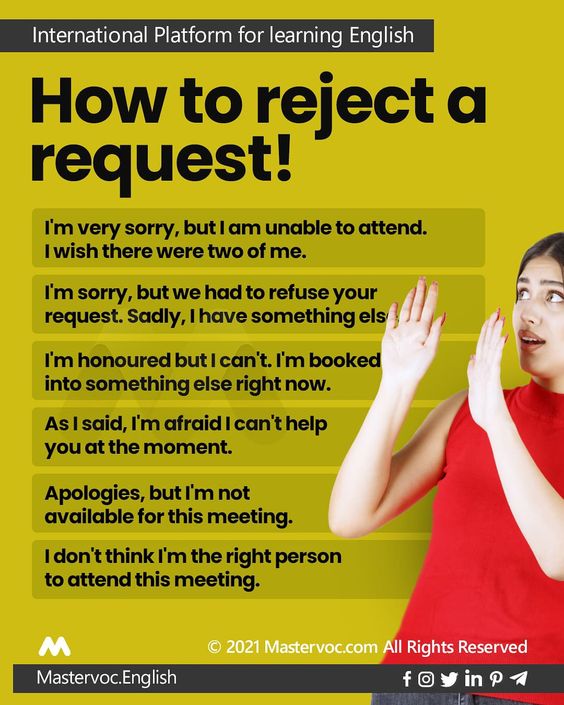 International Platform for learning English
How to reject a
request!
I'm very sorry, but I am unable to attend.
I wish there were two of me.
I'm sorry, but we had to refuse your
request. Sadly, I have something
I'm honoured but I can't. I'm booked
into something else right now.
As I said, I'm afraid I can't help
you at the moment.
Apologies, but I'm not
available for this meeting.
I don't think I'm the right person
to attend this meeting.
© 2021 Mastervoc.com All Rights Reserved
Mastervoc.English